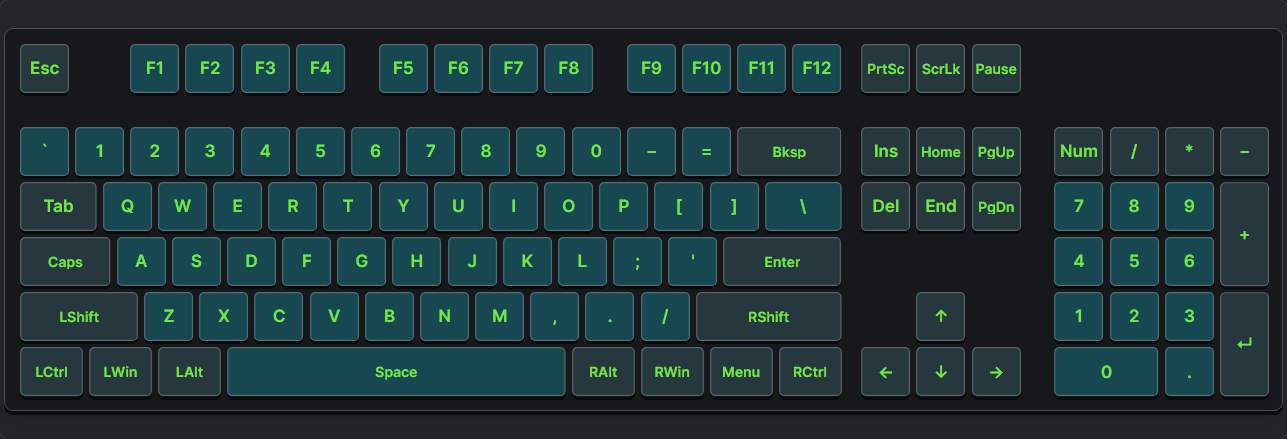 Esc F1 F2 F3 F4 F5 F6 F7 F8 F9 F10 F11 F12 PrtSc ScrLk Pause
` 1 2 3 4 5 6 7 8 9 0 − = Bksp Ins Home PgUp Num / * −
Tab Q W E R T Y U I O P [ ] \ Del End PgDn 7 8 9 +
Caps A S D F G H J K L ; ' Enter 4 5 6
LShift Z X C V B N M , . / RShift ↑ 1 2 3 ↵
LCtrl LWin LAlt Space RAlt RWin Menu RCtrl ← ↓ → 0 .